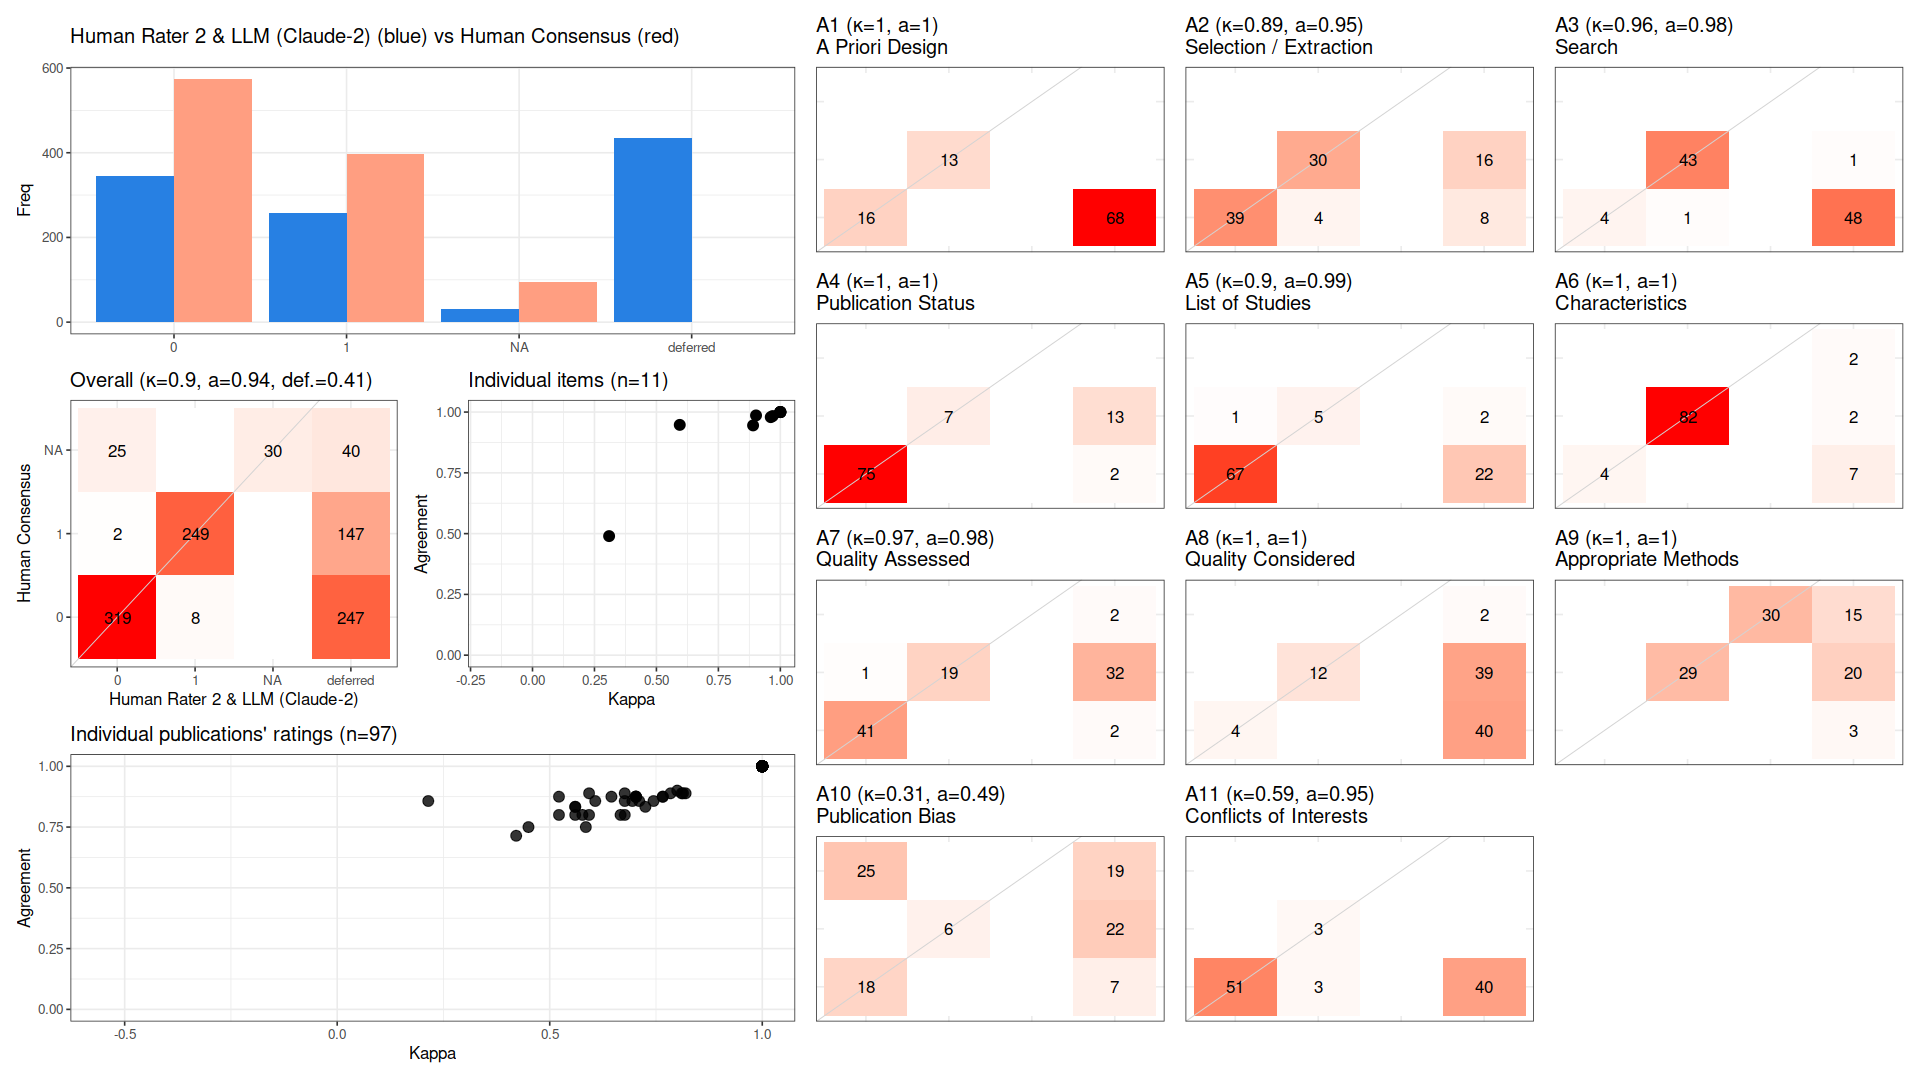 Human Rater 2 & LLM (Claude-2) (blue) vs Human Consensus (red)
Freq
600
400
200
0
0 1 NA deferred
Overall (κ=0.9, a=0.94, def.=0.41)
Human Consensus
NA
1
0
25 30 40
2 249 147
319 8 247
0 1 NA deferred
Human Rater 2 & LLM (Claude-2)
Individual items (n=11)
Agreement
1.00
0.75
0.50
0.25
0.00
-0.25 0.00 0.25 0.50 0.75 1.00
Kappa
Individual publications' ratings (n=97)
Agreement
1.00
0.75
0.50
0.25
0.00
-0.5 0.0 0.5 1.0
Kappa
A1 (κ=1, a=1)
A Priori Design
13
16 68
A2 (κ=0.89, a=0.95)
Selection / Extraction
30 16
39 4 8
A3 (κ=0.96, a=0.98)
Search
43 1
4 1 48
A4 (κ=1, a=1)
Publication Status
7 13
75 2
A5 (κ=0.9, a=0.99)
List of Studies
1 5 2
67 22
A6 (κ=1, a=1)
Characteristics
2
82 2
4 7
A7 (κ=0.97, a=0.98)
Quality Assessed
2
1 19 32
41 2
A8 (κ=1, a=1)
Quality Considered
2
12 39
4 40
A9 (κ=1, a=1)
Appropriate Methods
30 15
29 20
3
A10 (κ=0.31, a=0.49)
Publication Bias
25 19
6 22
18 7
A11 (κ=0.59, a=0.95)
Conflicts of Interests
3
51 3 40